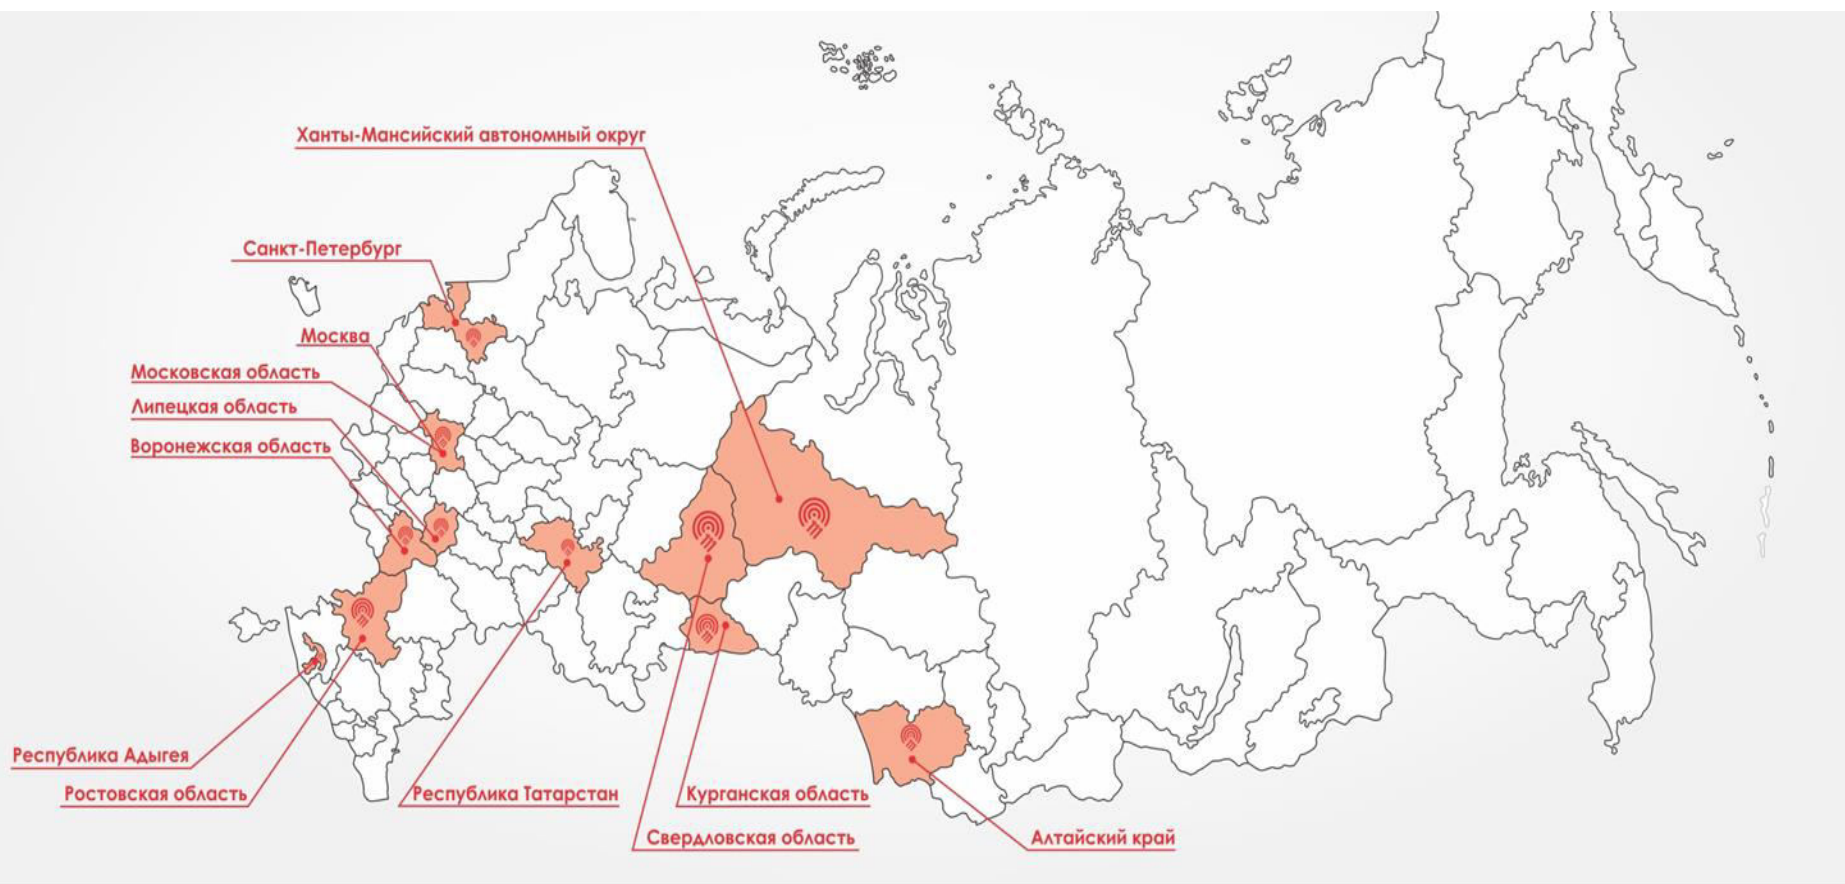 Ханты-Мансийский автономный округ
Санкт-Петербург
Москва
Московская область
Липецкая область
Воронежская область
Республика Адыгея
Ростовская область
Республика Татарстан
Курганская область
Свердловская область
Алтайский край